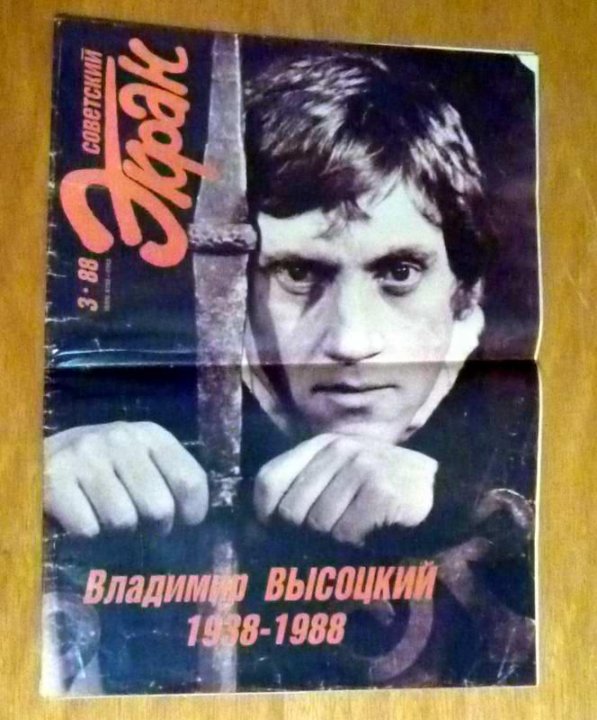 советский
Экран
3 • 88
Владимир ВЫСОЦКИЙ
1938-1988